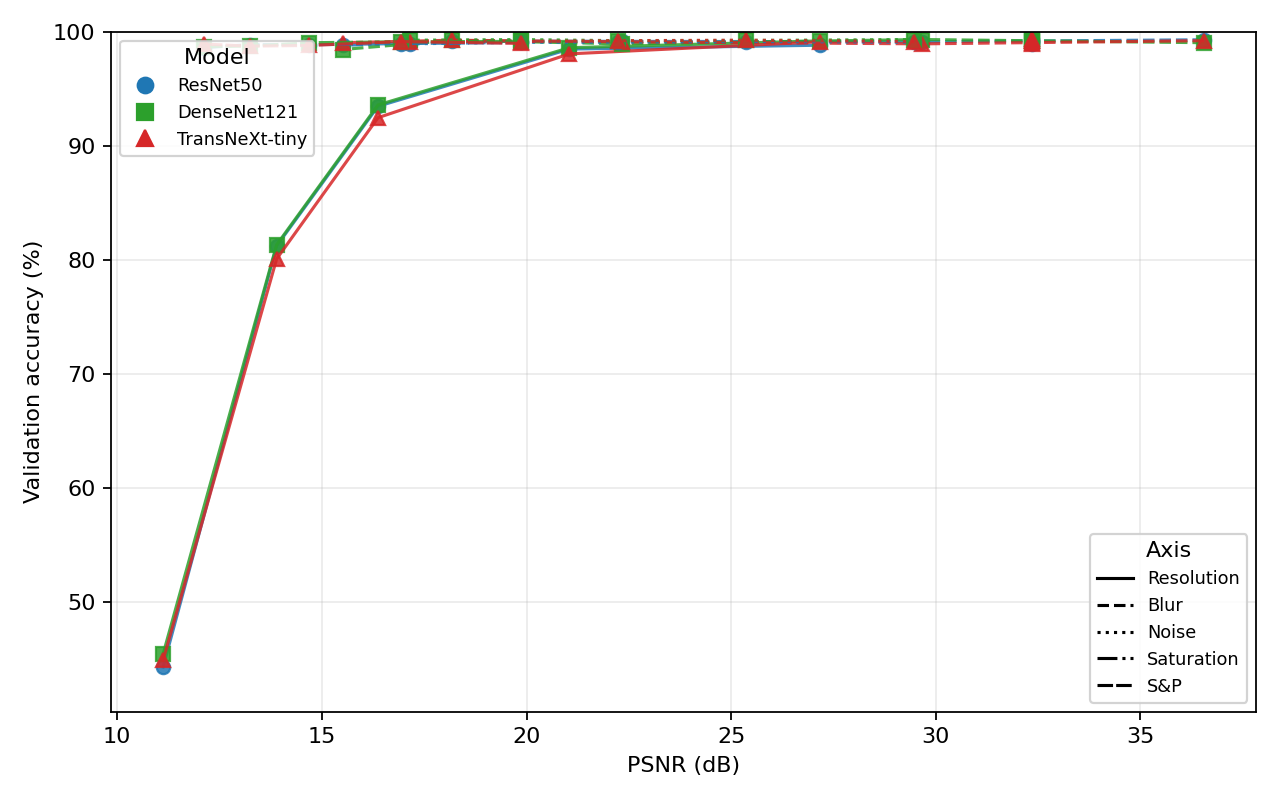 100
90
80
70
60
50
Validation accuracy (%)
Model
ResNet50
DenseNet121
TransNeXt-tiny
Axis
Resolution
Blur
Noise
Saturation
S&P
10 15 20 25 30 35
PSNR (dB)